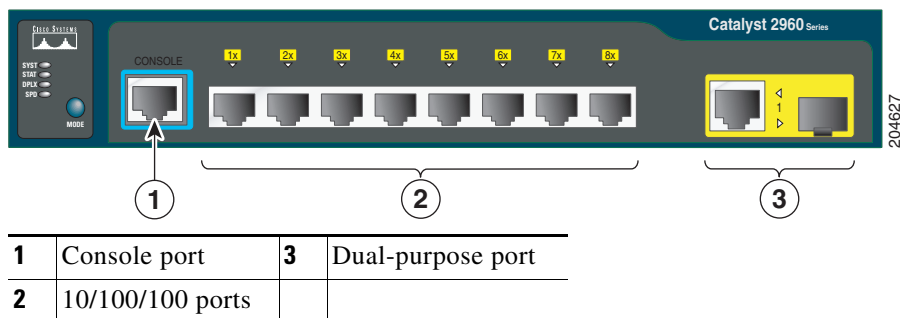 CISCO SYSTEMS
Catalyst 2960 Series
SYST
STAT
DPLX
SPD
MODE
CONSOLE
1x 2x 3x 4x 5x 6x 7x 8x
1
204627
1 2 3
1 Console port 3 Dual-purpose port
2 10/100/100 ports